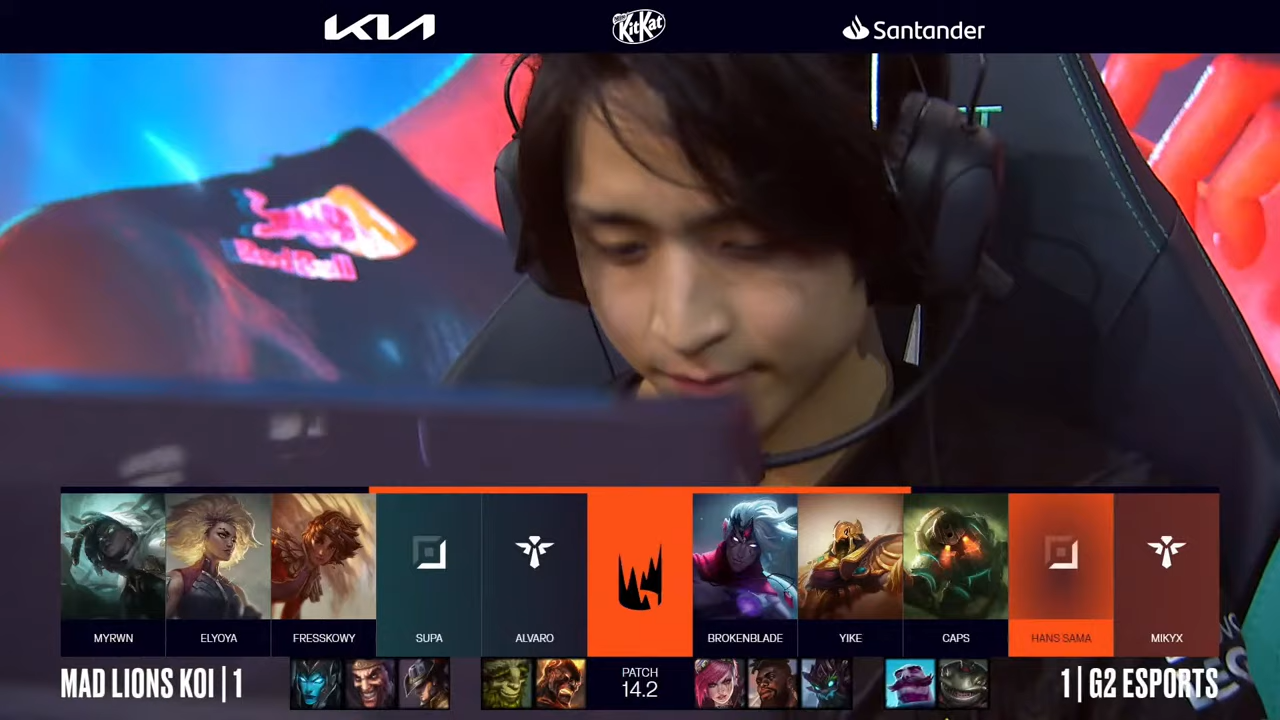 KIA
KitKat
Santander
RedBull
MYRWN
ELYOYA
FRESSKOWY
SUPA
ALVARO
BROKENBLADE
YIKE
CAPS
HANS SAMA
MIKYX
MAD LIONS KOI | 1
PATCH
14.2
1 | G2 ESPORTS